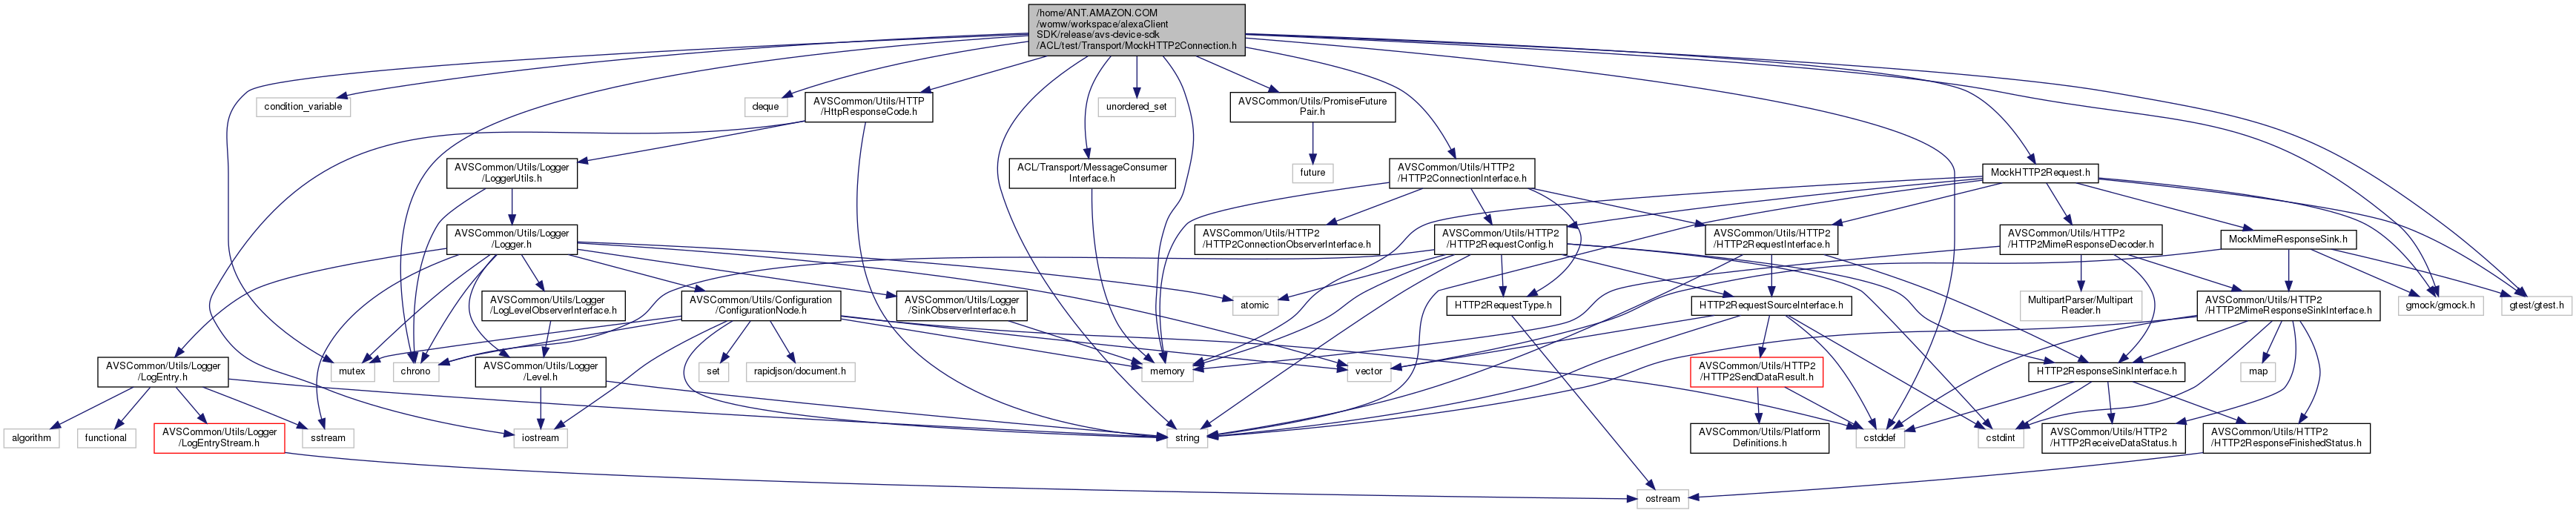 /home/ANT.AMAZON.COM
/womw/workspace/alexaClient
SDK/release/avs-device-sdk
/ACL/test/Transport/MockHTTP2Connection.h
condition_variable
deque
AVSCommon/Utils/HTTP
/HttpResponseCode.h
unordered_set
AVSCommon/Utils/PromiseFuture
Pair.h
AVSCommon/Utils/Logger
/LoggerUtils.h
ACL/Transport/MessageConsumer
Interface.h
future
AVSCommon/Utils/HTTP2
/HTTP2ConnectionInterface.h
MockHTTP2Request.h
AVSCommon/Utils/Logger
/Logger.h
AVSCommon/Utils/HTTP2
/HTTP2ConnectionObserverInterface.h
AVSCommon/Utils/HTTP2
/HTTP2RequestConfig.h
AVSCommon/Utils/HTTP2
/HTTP2RequestInterface.h
AVSCommon/Utils/HTTP2
/HTTP2MimeResponseDecoder.h
MockMimeResponseSink.h
AVSCommon/Utils/Logger
/LogLevelObserverInterface.h
AVSCommon/Utils/Configuration
/ConfigurationNode.h
AVSCommon/Utils/Logger
/SinkObserverInterface.h
atomic
HTTP2RequestType.h
HTTP2RequestSourceInterface.h
MultipartParser/Multipart
Reader.h
AVSCommon/Utils/HTTP2
/HTTP2MimeResponseSinkInterface.h
gmock/gmock.h
gtest/gtest.h
AVSCommon/Utils/Logger
/LogEntry.h
mutex
chrono
AVSCommon/Utils/Logger
/Level.h
set
rapidjson/document.h
memory
vector
AVSCommon/Utils/HTTP2
/HTTP2SendDataResult.h
HTTP2ResponseSinkInterface.h
map
algorithm
functional
AVSCommon/Utils/Logger
/LogEntryStream.h
sstream
iostream
string
AVSCommon/Utils/Platform
Definitions.h
cstddef
cstdint
AVSCommon/Utils/HTTP2
/HTTP2ReceiveDataStatus.h
AVSCommon/Utils/HTTP2
/HTTP2ResponseFinishedStatus.h
ostream